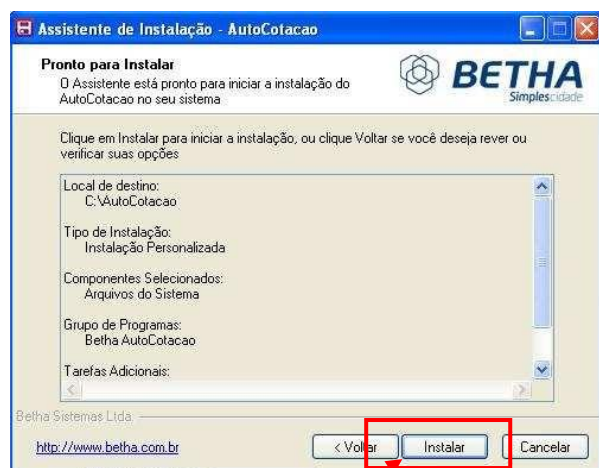 Assistente de Instalação - AutoCotacao
Pronto para Instalar
O Assistente está pronto para iniciar a instalação do
AutoCotacao no seu sistema
BETHA
Simplescidade
Clique em Instalar para iniciar a instalação, ou clique Voltar se você deseja rever ou
verificar suas opções
Local de destino:
C:\AutoCotacao
Tipo de Instalação:
Instalação Personalizada
Componentes Selecionados:
Arquivos do Sistema
Grupo de Programas:
Betha AutoCotacao
Tarefas Adicionais:
Betha Sistemas Ltda
http://www.betha.com.br
< Voltar
Instalar
Cancelar